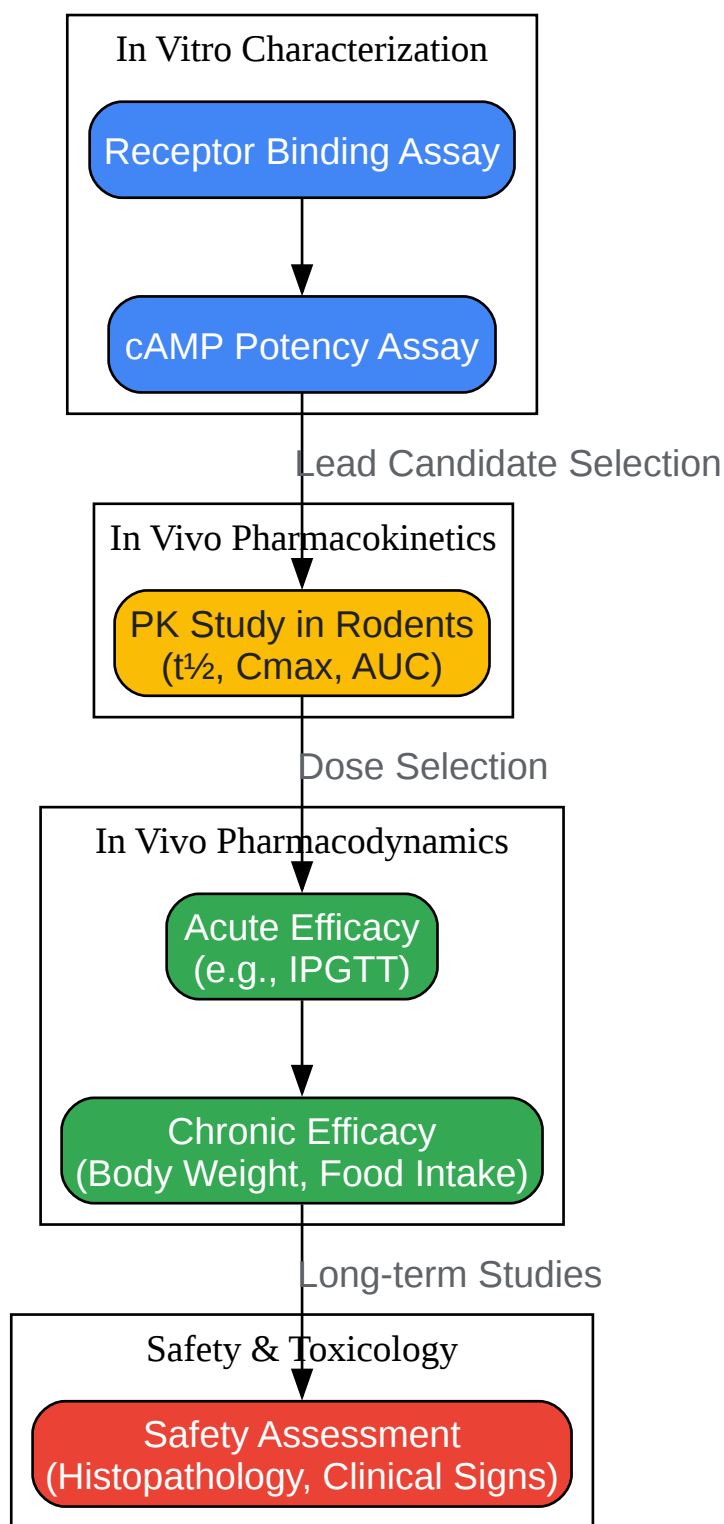 In Vitro Characterization
Receptor Binding Assay
cAMP Potency Assay
Lead Candidate Selection
In Vivo Pharmacokinetics
PK Study in Rodents
(t½, Cmax, AUC)
Dose Selection
In Vivo Pharmacodynamics
Acute Efficacy
(e.g., IPGTT)
Chronic Efficacy
(Body Weight, Food Intake)
Long-term Studies
Safety & Toxicology
Safety Assessment
(Histopathology, Clinical Signs)